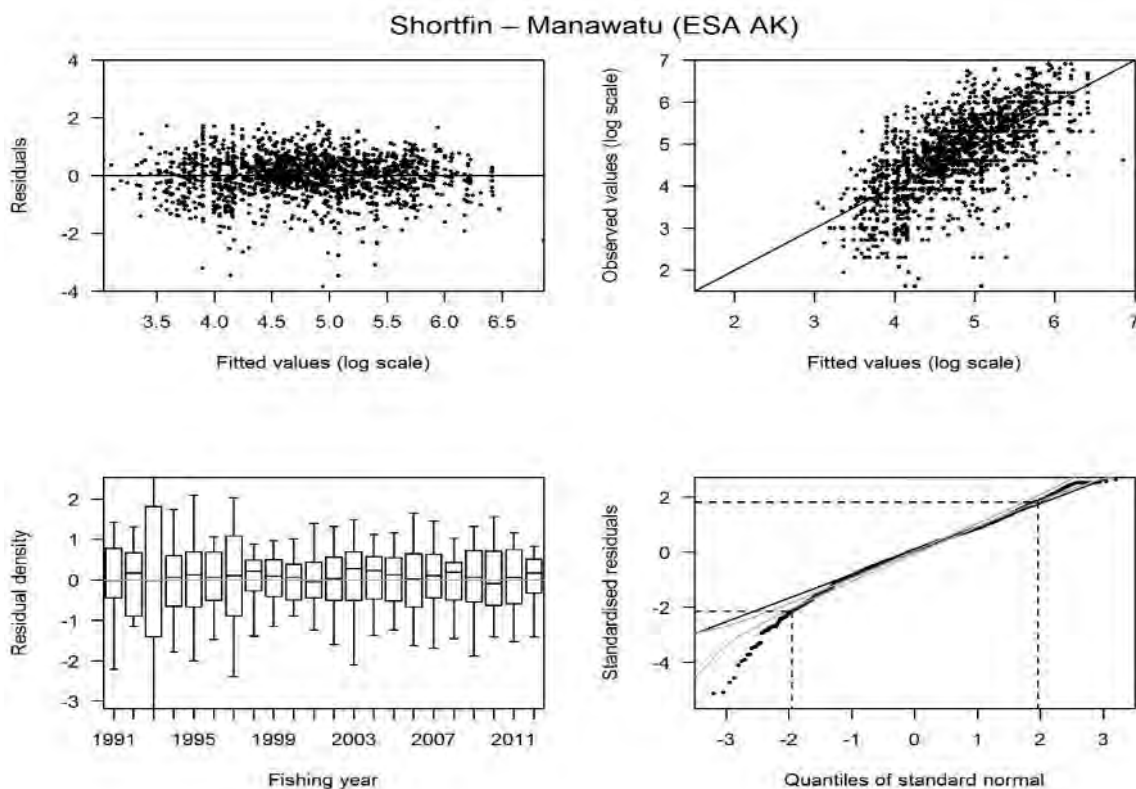 Shortfin – Manawatu (ESA AK)
4
2
0
-2
-4
Residuals
3.5 4.0 4.5 5.0 5.5 6.0 6.5
Fitted values (log scale)
7
6
5
4
3
2
Observed values (log scale)
2 3 4 5 6 7
Fitted values (log scale)
2
1
0
-1
-2
-3
Residual density
1991 1995 1999 2003 2007 2011
Fishing year
2
0
-2
-4
Standardised residuals
-3 -2 -1 0 1 2 3
Quantiles of standard normal